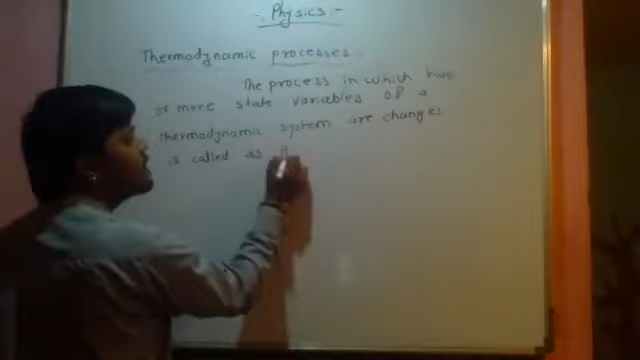 - Physics -
Thermodynamic processes
The process in which two
or more state variables of a
thermodynamic system are changes
is called as